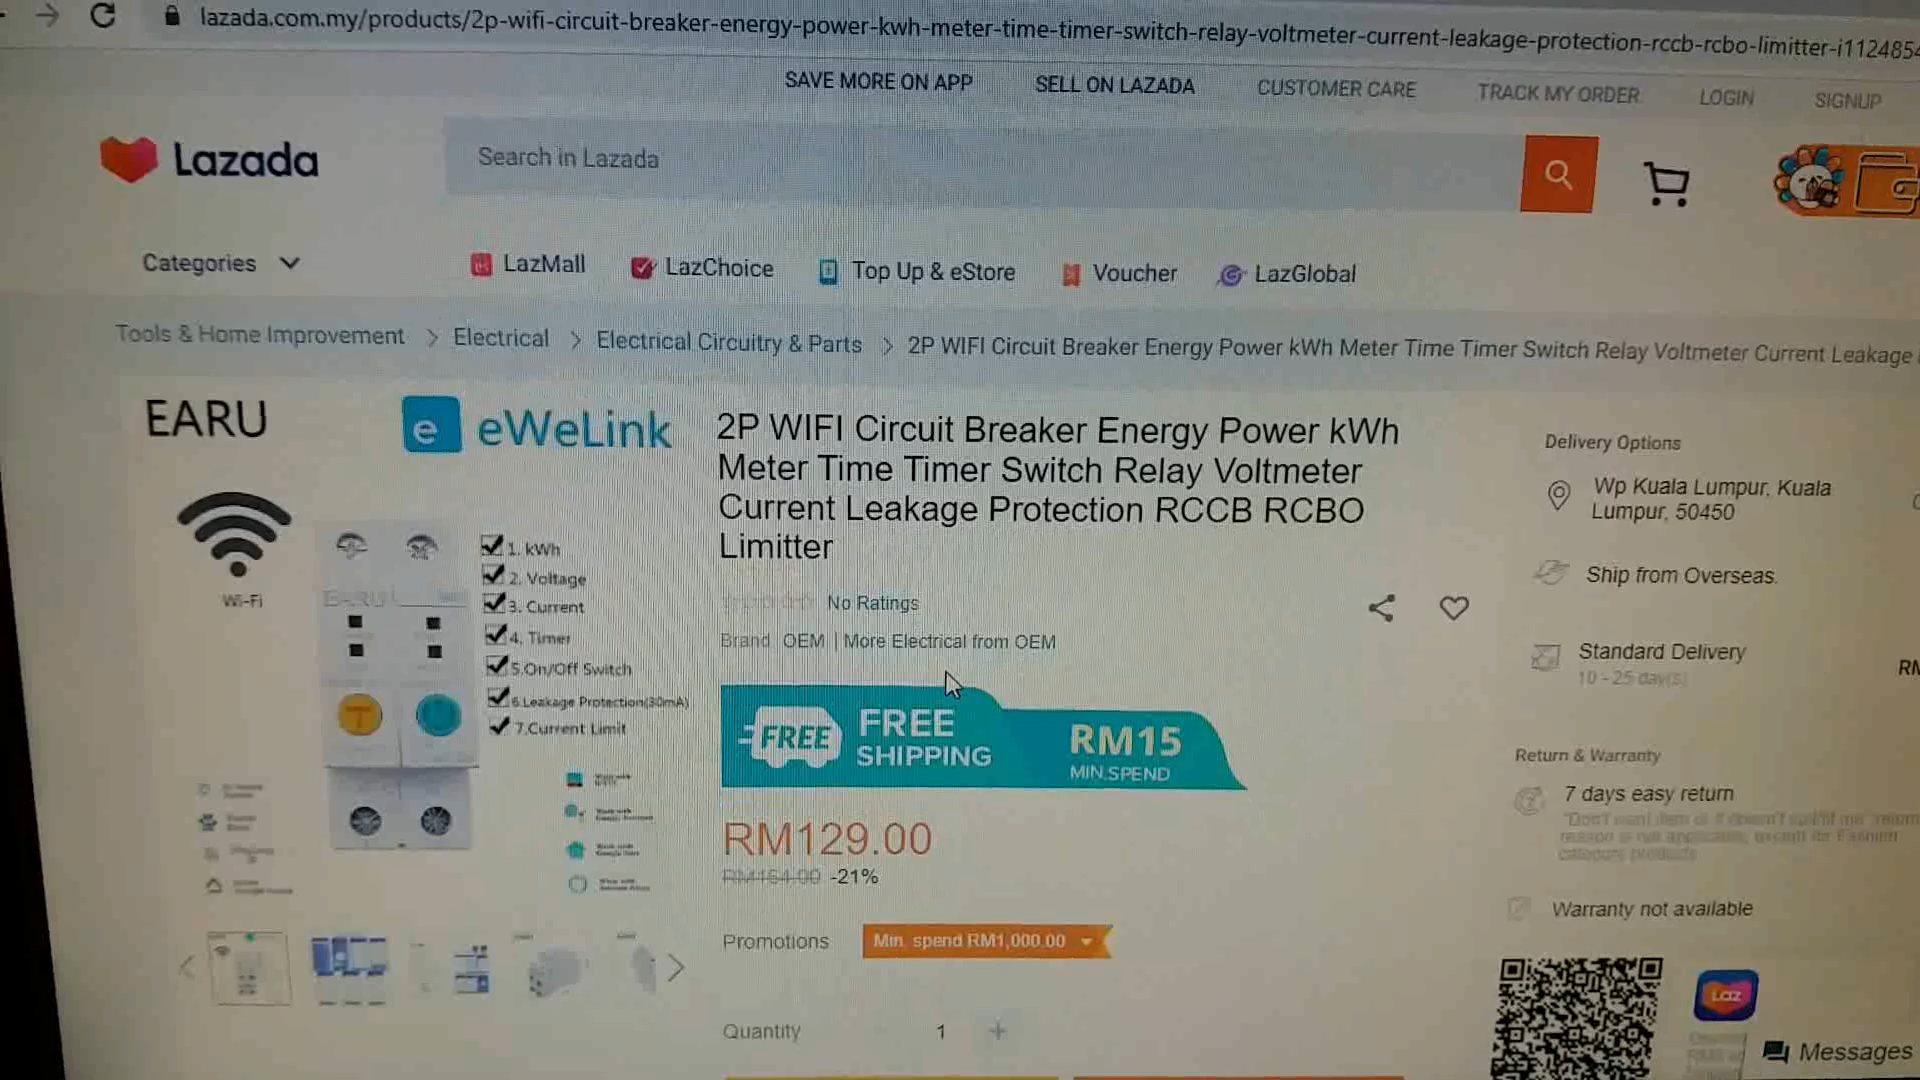 lazada.com.my/products/2p-wifi-circuit-breaker-energy-power-kwh-meter-time-timer-switch-relay-voltmeter-current-leakage-protection-rccb-rcbo-limitter-i1124854
SAVE MORE ON APP
SELL ON LAZADA
CUSTOMER CARE
TRACK MY ORDER
LOGIN
SIGNUP
Lazada
Search in Lazada
Categories
LazMall
LazChoice
Top Up & eStore
Voucher
LazGlobal
Tools & Home Improvement > Electrical > Electrical Circuitry & Parts > 2P WIFI Circuit Breaker Energy Power kWh Meter Time Timer Switch Relay Voltmeter Current Leakage
EARU
e eWeLink
Wi-Fi
EARU
1. kWh
2. Voltage
3. Current
4. Timer
5.On/Off Switch
6.Leakage Protection(30mA)
7.Current Limit
2P WIFI Circuit Breaker Energy Power kWh
Meter Time Timer Switch Relay Voltmeter
Current Leakage Protection RCCB RCBO
Limitter
No Ratings
Brand OEM | More Electrical from OEM
FREE
FREE
SHIPPING
RM15
MIN.SPEND
RM129.00
RM164.00 -21%
Promotions
Min. spend RM1,000.00
Quantity
1 +
Delivery Options
Wp Kuala Lumpur, Kuala
Lumpur, 50450
Ship from Overseas.
Standard Delivery
10 - 25 day(s)
RM
Return & Warranty
7 days easy return
Warranty not available
Laz
Messages